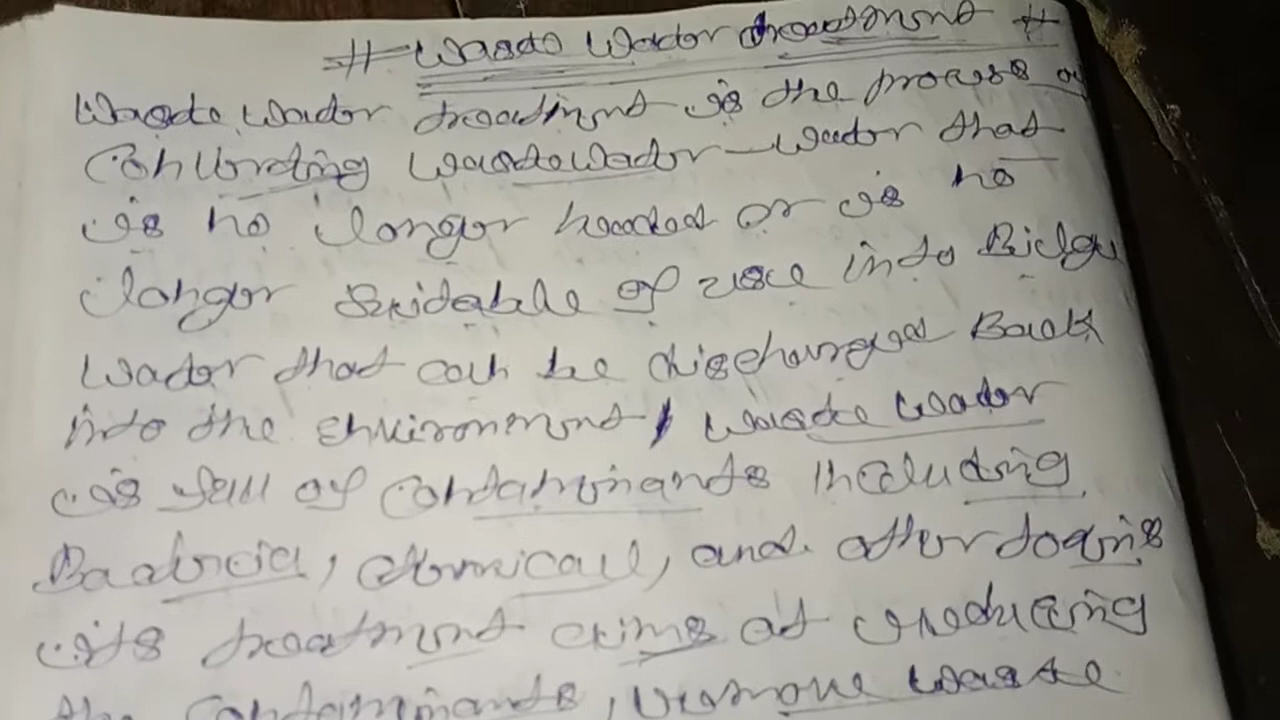 # Waste Water treatment #
Waste Water treatment is the process of
Converting Wastewater - Water that
is no longer needed or is no
longer suitable of use into Bilge
Water that can be discharged Back
into the environment, waste Water
is full of Contaminants including
Bacteria, chemicall, and other toxins
its treatment aims at reducing
the Contaminants, remove waste